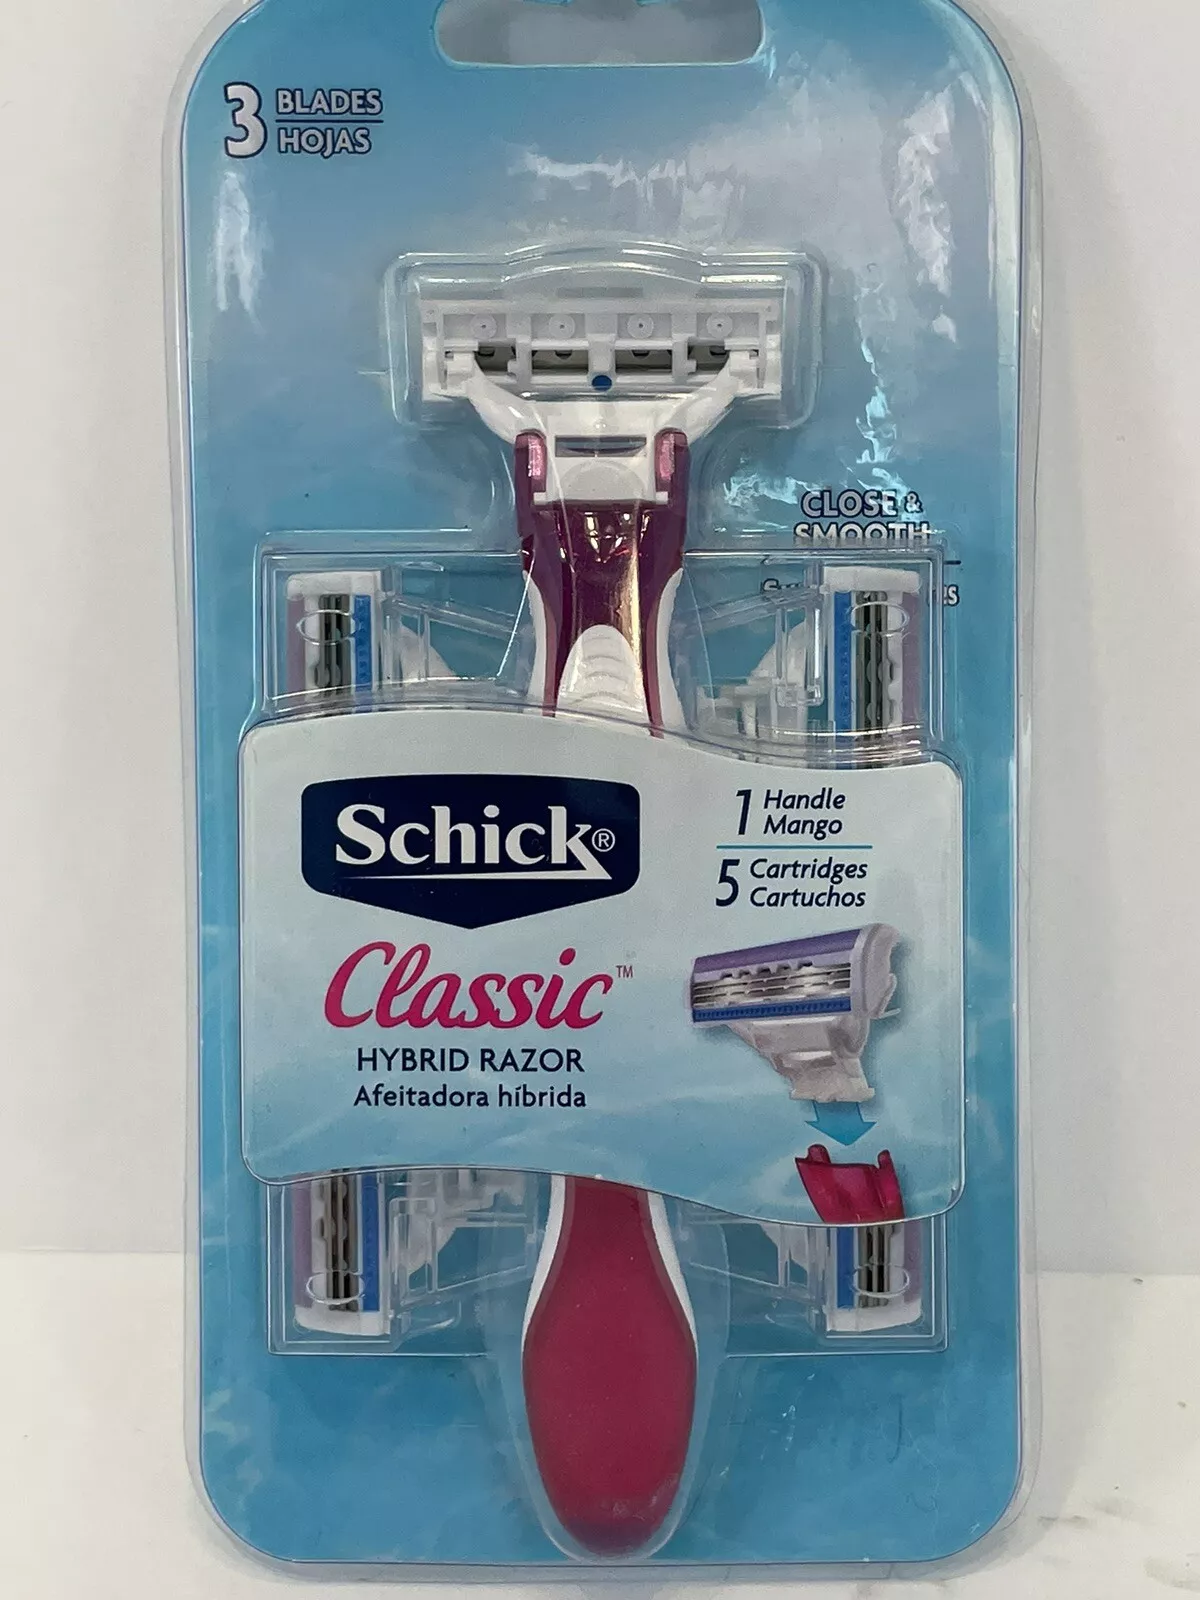 3 BLADES
HOJAS
CLOSE &
SMOOTH
Schick®
Classic™
HYBRID RAZOR
Afeitadora híbrida
1 Handle
Mango
5 Cartridges
Cartuchos